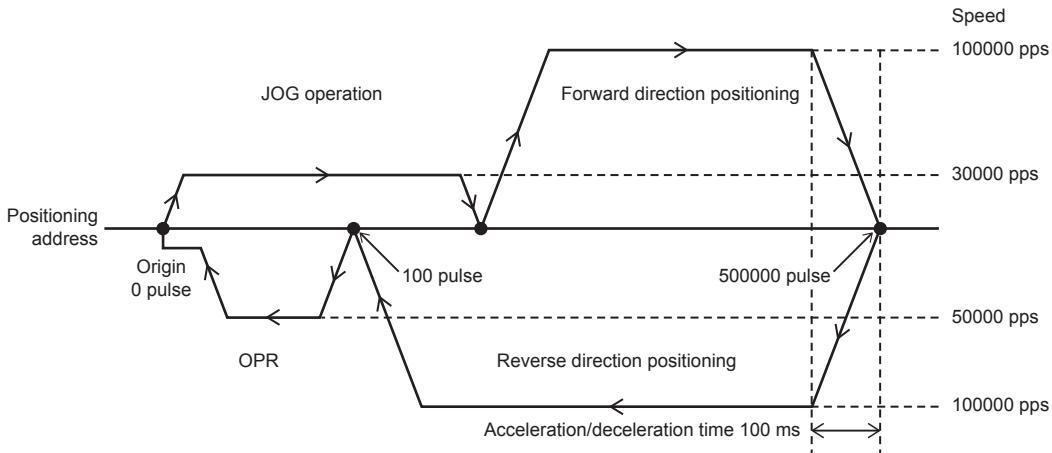 Speed
100000 pps
JOG operation
Forward direction positioning
30000 pps
Positioning
address
Origin
0 pulse
100 pulse
500000 pulse
50000 pps
OPR
Reverse direction positioning
100000 pps
Acceleration/deceleration time 100 ms